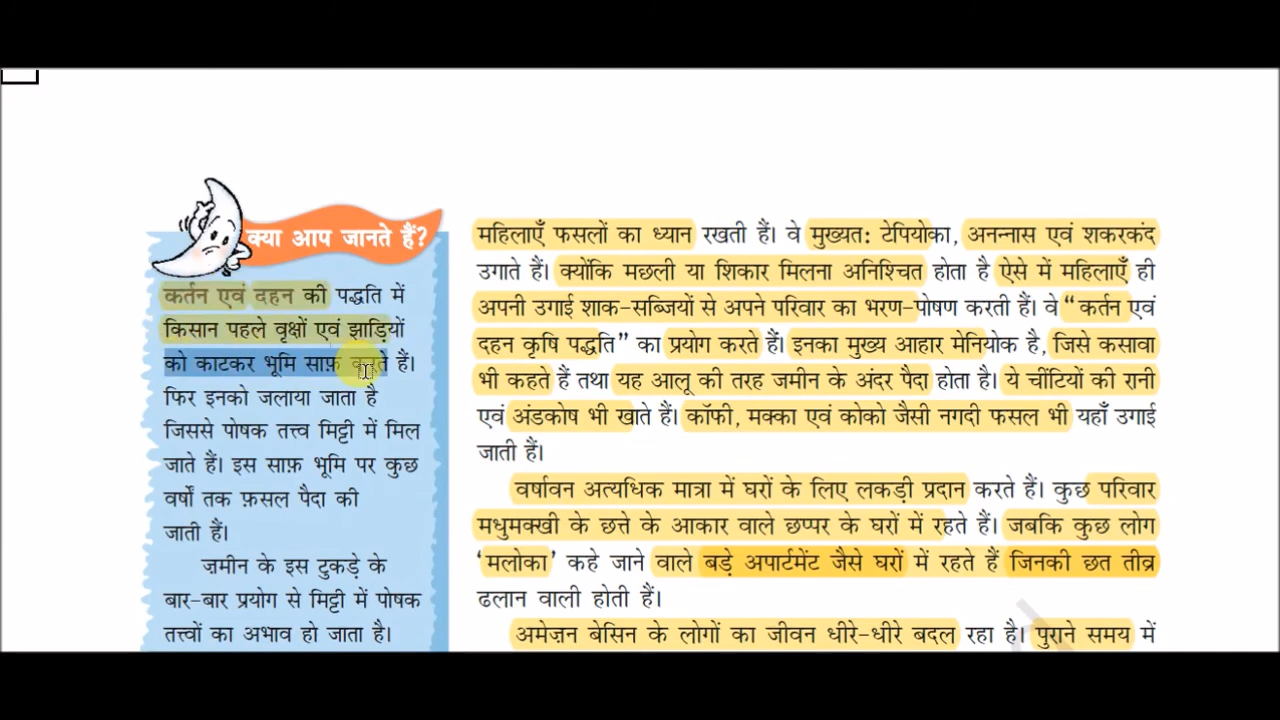 क्या आप जानते हैं?
कर्तन एवं दहन की पद्धति में
किसान पहले वृक्षों एवं झाड़ियों
को काटकर भूमि साफ़ करते हैं।
फिर इनको जलाया जाता है
जिससे पोषक तत्त्व मिट्टी में मिल
जाते हैं। इस साफ़ भूमि पर कुछ
वर्षों तक फ़सल पैदा की
जाती हैं।
ज़मीन के इस टुकड़े के
बार-बार प्रयोग से मिट्टी में पोषक
तत्त्वों का अभाव हो जाता है।
महिलाएँ फसलों का ध्यान रखती हैं। वे मुख्यत: टेपियोका, अनन्नास एवं शकरकंद
उगाते हैं। क्योंकि मछली या शिकार मिलना अनिश्चित होता है ऐसे में महिलाएँ ही
अपनी उगाई शाक-सब्जियों से अपने परिवार का भरण-पोषण करती हैं। वे “कर्तन एवं
दहन कृषि पद्धति” का प्रयोग करते हैं। इनका मुख्य आहार मेनियोक है, जिसे कसावा
भी कहते हैं तथा यह आलू की तरह जमीन के अंदर पैदा होता है। ये चींटियों की रानी
एवं अंडकोष भी खाते हैं। कॉफी, मक्का एवं कोको जैसी नगदी फसल भी यहाँ उगाई
जाती हैं।
वर्षावन अत्यधिक मात्रा में घरों के लिए लकड़ी प्रदान करते हैं। कुछ परिवार
मधुमक्खी के छत्ते के आकार वाले छप्पर के घरों में रहते हैं। जबकि कुछ लोग
‘मलोका’ कहे जाने वाले बड़े अपार्टमेंट जैसे घरों में रहते हैं जिनकी छत तीव्र
ढलान वाली होती हैं।
अमेज़न बेसिन के लोगों का जीवन धीरे-धीरे बदल रहा है। पुराने समय में